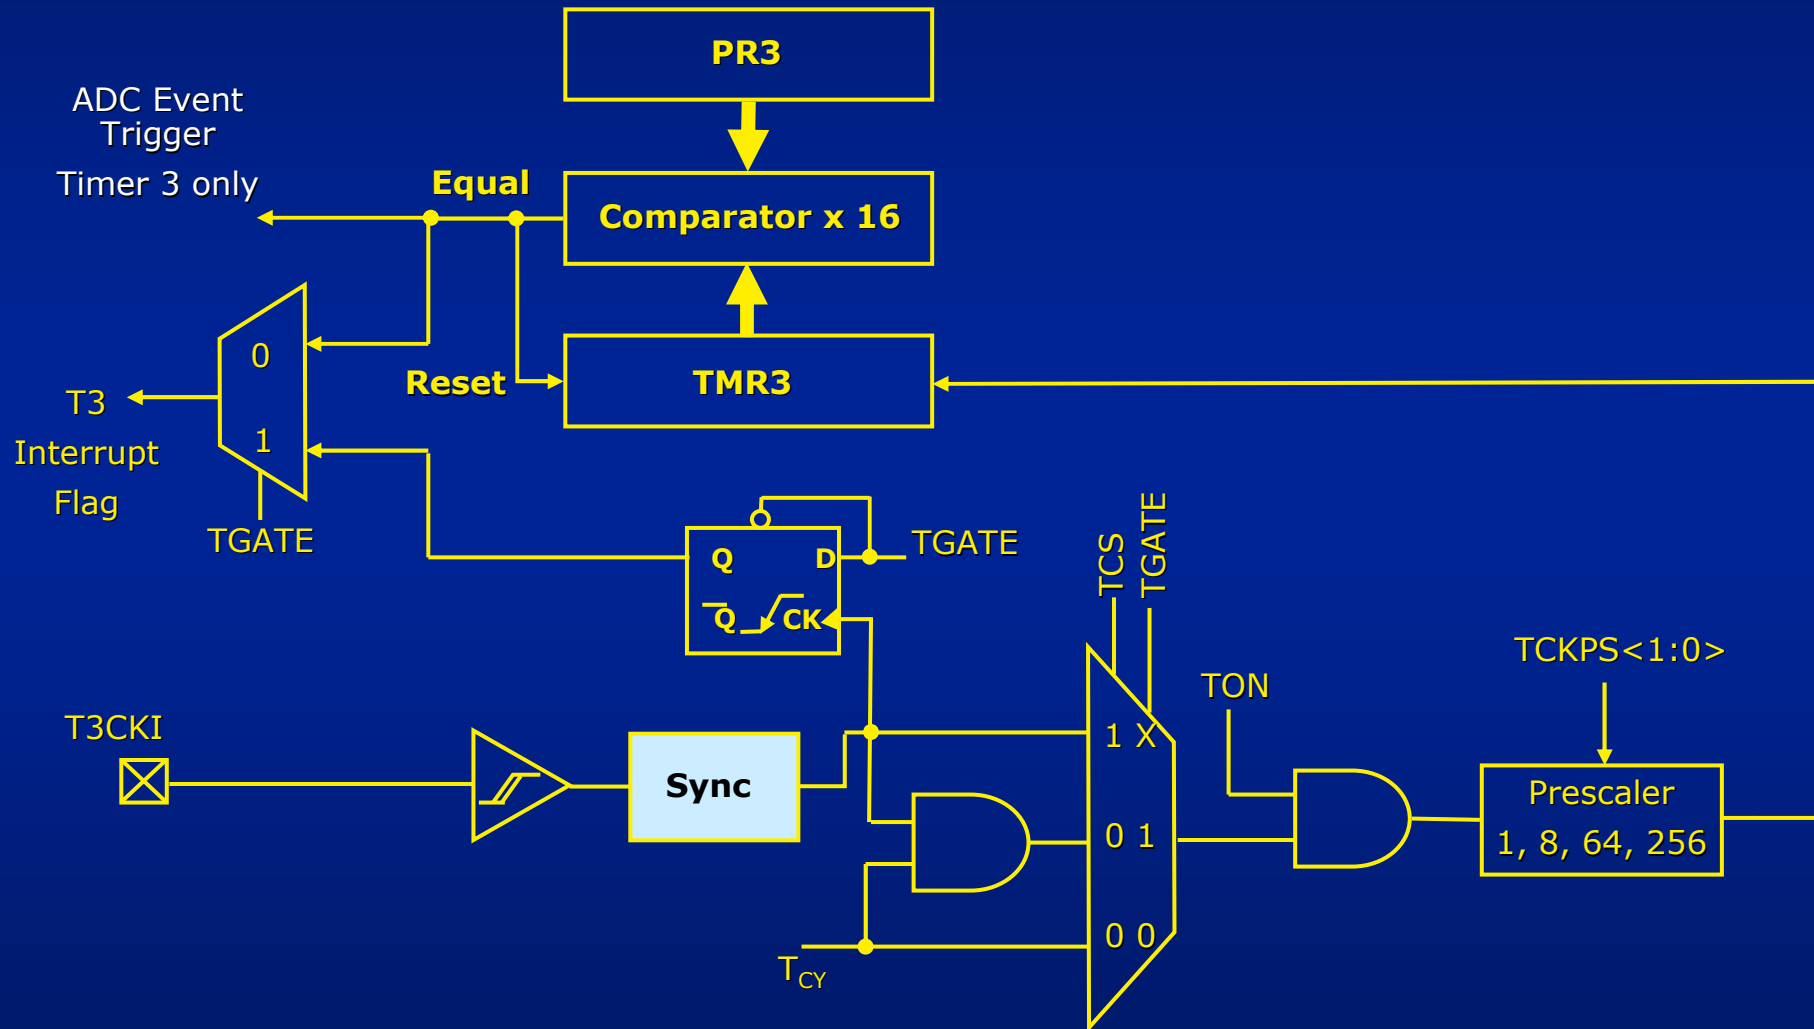 PR3
ADC Event
Trigger
Timer 3 only
Equal
Comparator x 16
0
Reset
TMR3
T3
1
Interrupt
Flag
TGATE
Q
D
TGATE
Q
CK
TCS
TGATE
TCKPS<1:0>
TON
T3CKI
1 X
Sync
Prescaler
0 1
1, 8, 64, 256
0 0
TCY